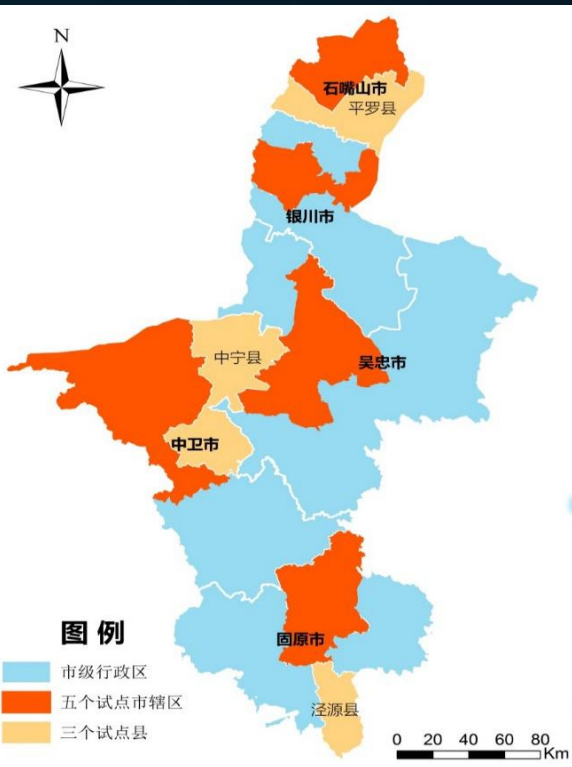 N
石嘴山市
平罗县
银川市
中宁县
吴忠市
中卫市
固原市
泾源县
图例
市级行政区
五个试点市辖区
三个试点县
0 20 40 60 80
Km